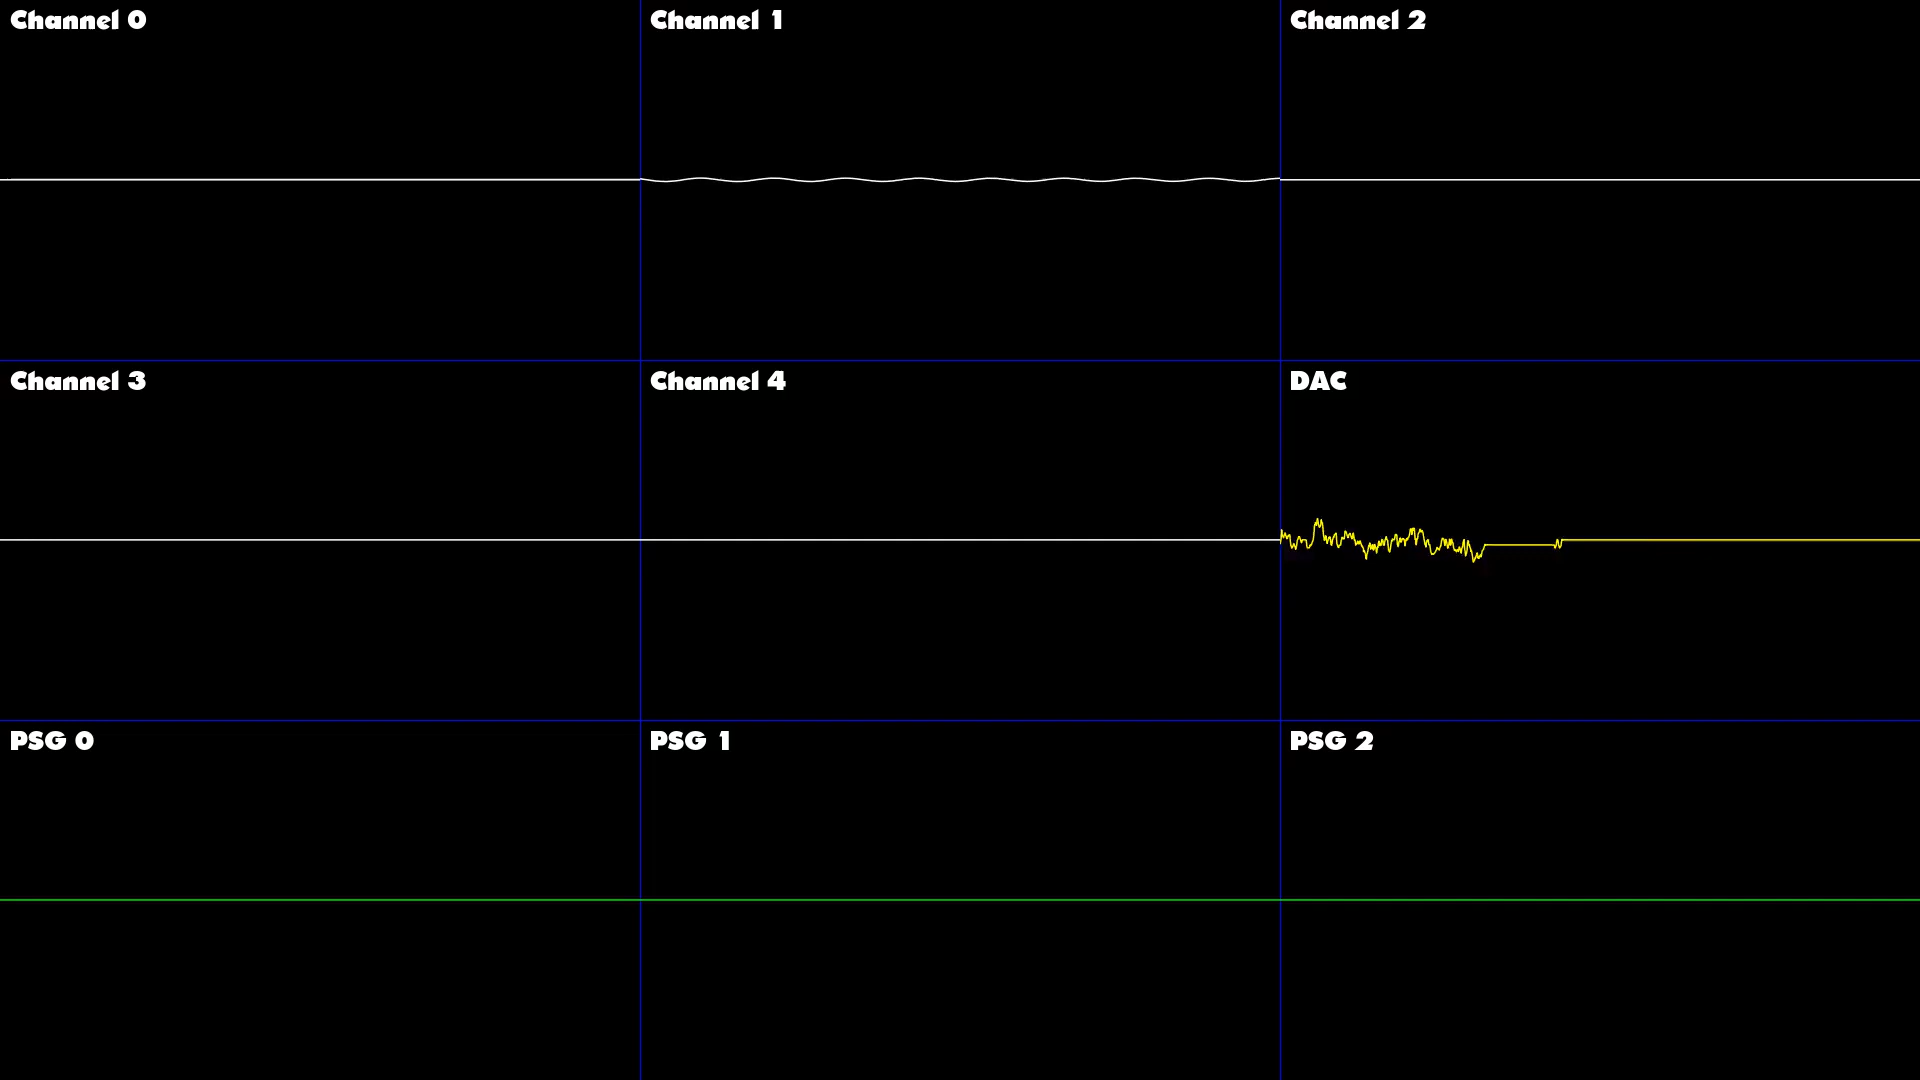 Channel 0
Channel 1
Channel 2
Channel 3
Channel 4
DAC
PSG 0
PSG 1
PSG 2